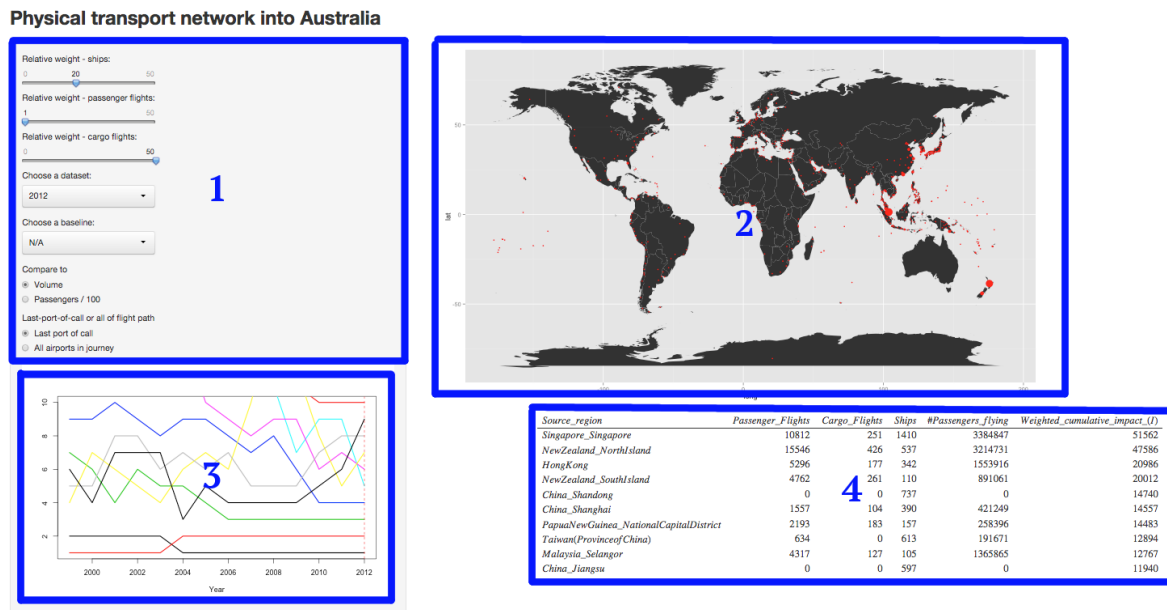 Physical transport network into Australia
Relative weight - ships:
0 20 50
Relative weight - passenger flights:
1 50
Relative weight - cargo flights:
0 50
Choose a dataset:
2012
Choose a baseline:
N/A
Compare to
Volume
Passengers / 100
Last-port-of-call or all of flight path
Last port of call
All airports in journey
1
50
0
-50
lat
2
0
100
200
10
8
6
4
2
3
2000 2002 2004 2006 2008 2010 2012
Year
Source_region Passenger_Flights Cargo_Flights Ships #Passengers_flying Weighted_cumulative_impact_(I)
Singapore_Singapore 10812 251 1410 3384847 51562
NewZealand_NorthIsland 15546 426 537 3214731 47586
HongKong 5296 177 342 1553916 20986
NewZealand_SouthIsland 4762 261 110 891061 20012
China_Shandong 0 0 737 0 14740
China_Shanghai 1557 104 390 421249 14557
PapuaNewGuinea_NationalCapitalDistrict 2193 183 157 258396 14483
Taiwan(ProvinceofChina) 634 0 613 191671 12894
Malaysia_Selangor 4317 127 105 1365865 12767
China_Jiangsu 0 0 597 0 11940
4